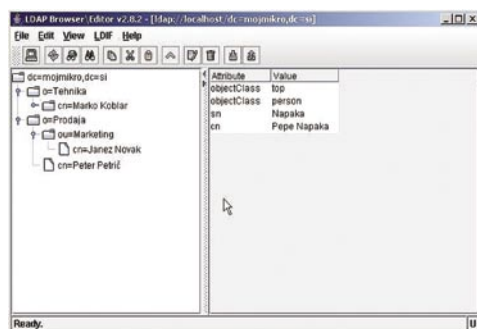 LDAP Browser\Editor v2.8.2 - [ldap://localhost/dc=mojmikro,dc=si]
File Edit View LDIF Help
dc=mojmikro,dc=si
o=Tehnika
cn=Marko Koblar
o=Prodaja
ou=Marketing
cn=Janez Novak
cn=Peter Petrič
Attribute Value
objectClass top
objectClass person
sn Napaka
cn Pepe Napaka
Ready. U